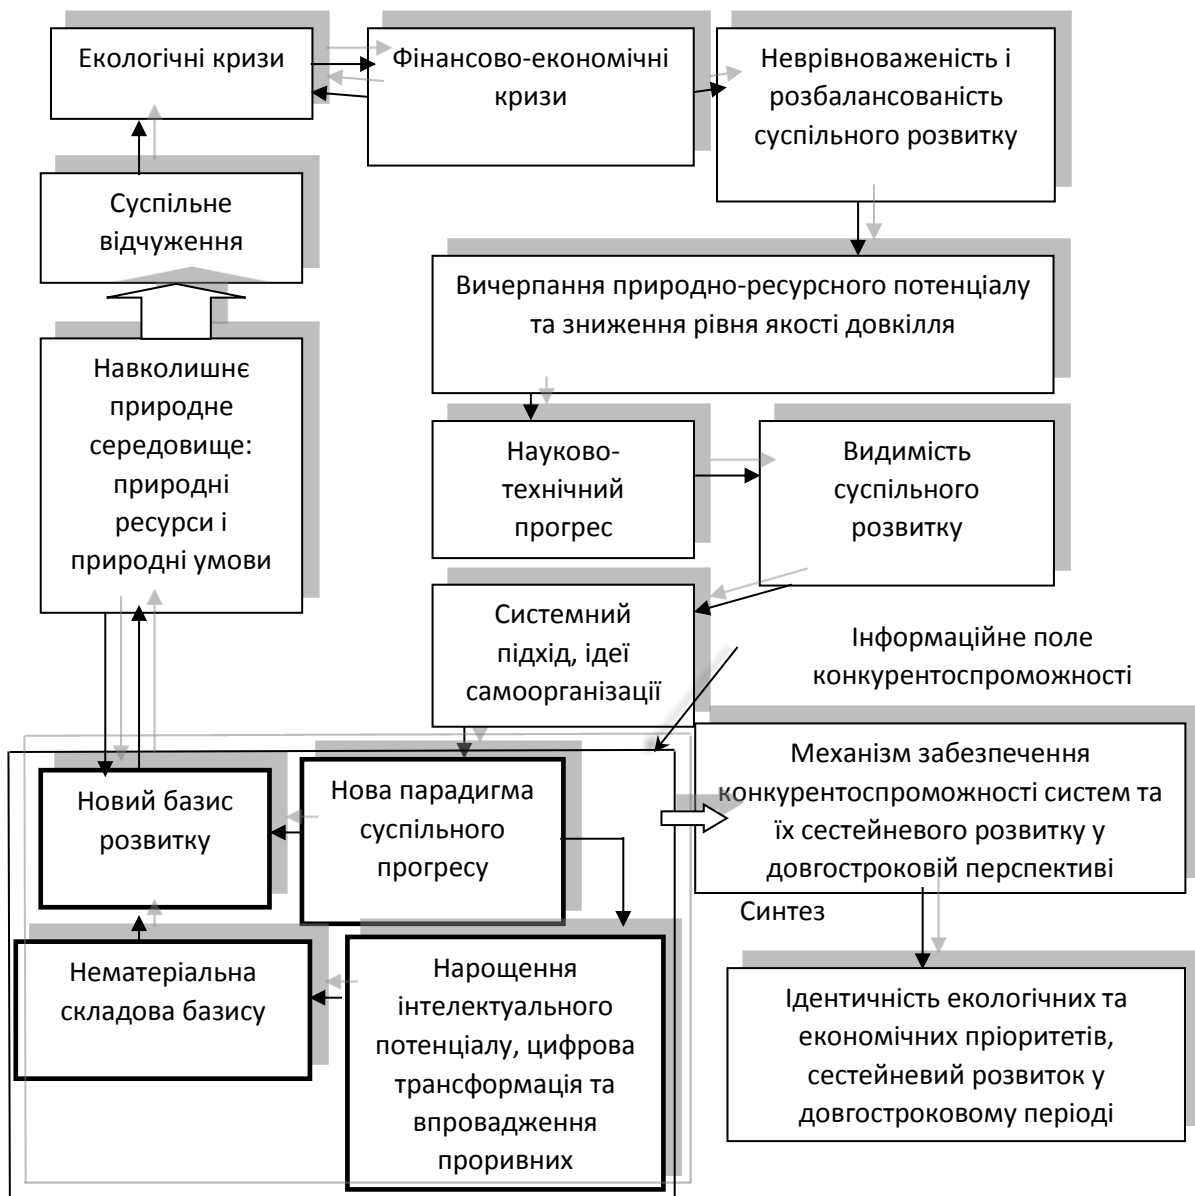 Екологічні кризи
Фінансово-економічні
кризи
Неврівноваженість і
розбалансованість
суспільного розвитку
Суспільне
відчуження
Вичерпання природно-ресурсного потенціалу
та зниження рівня якості довкілля
Навколишнє
природне
середовище:
природні
ресурси і
природні умови
Науково-
технічний
прогрес
Видимість
суспільного
розвитку
Системний
підхід, ідеї
самоорганізації
Інформаційне поле
конкурентоспроможності
Новий базис
розвитку
Нова парадигма
суспільного
прогресу
Механізм забезпечення
конкурентоспроможності систем та
їх сестейневого розвитку у
довгостроковій перспективі
Синтез
Нематеріальна
складова базису
Нарощення
інтелектуального
потенціалу, цифрова
трансформація та
впровадження
проривних
Ідентичність екологічних та
економічних пріоритетів,
сестейневий розвиток у
довгостроковому періоді